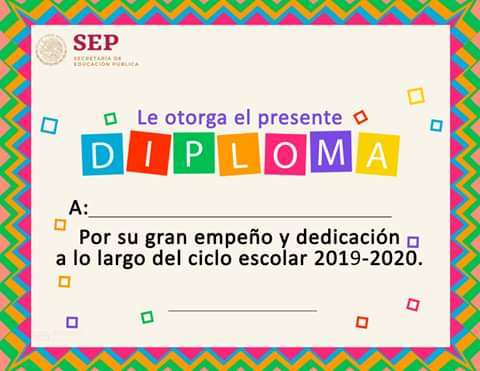 SEP
SECRETARÍA DE
EDUCACIÓN PÚBLICA
Le otorga el presente
DIPLOMA
A:
Por su gran empeño y dedicación
a lo largo del ciclo escolar 2019-2020.